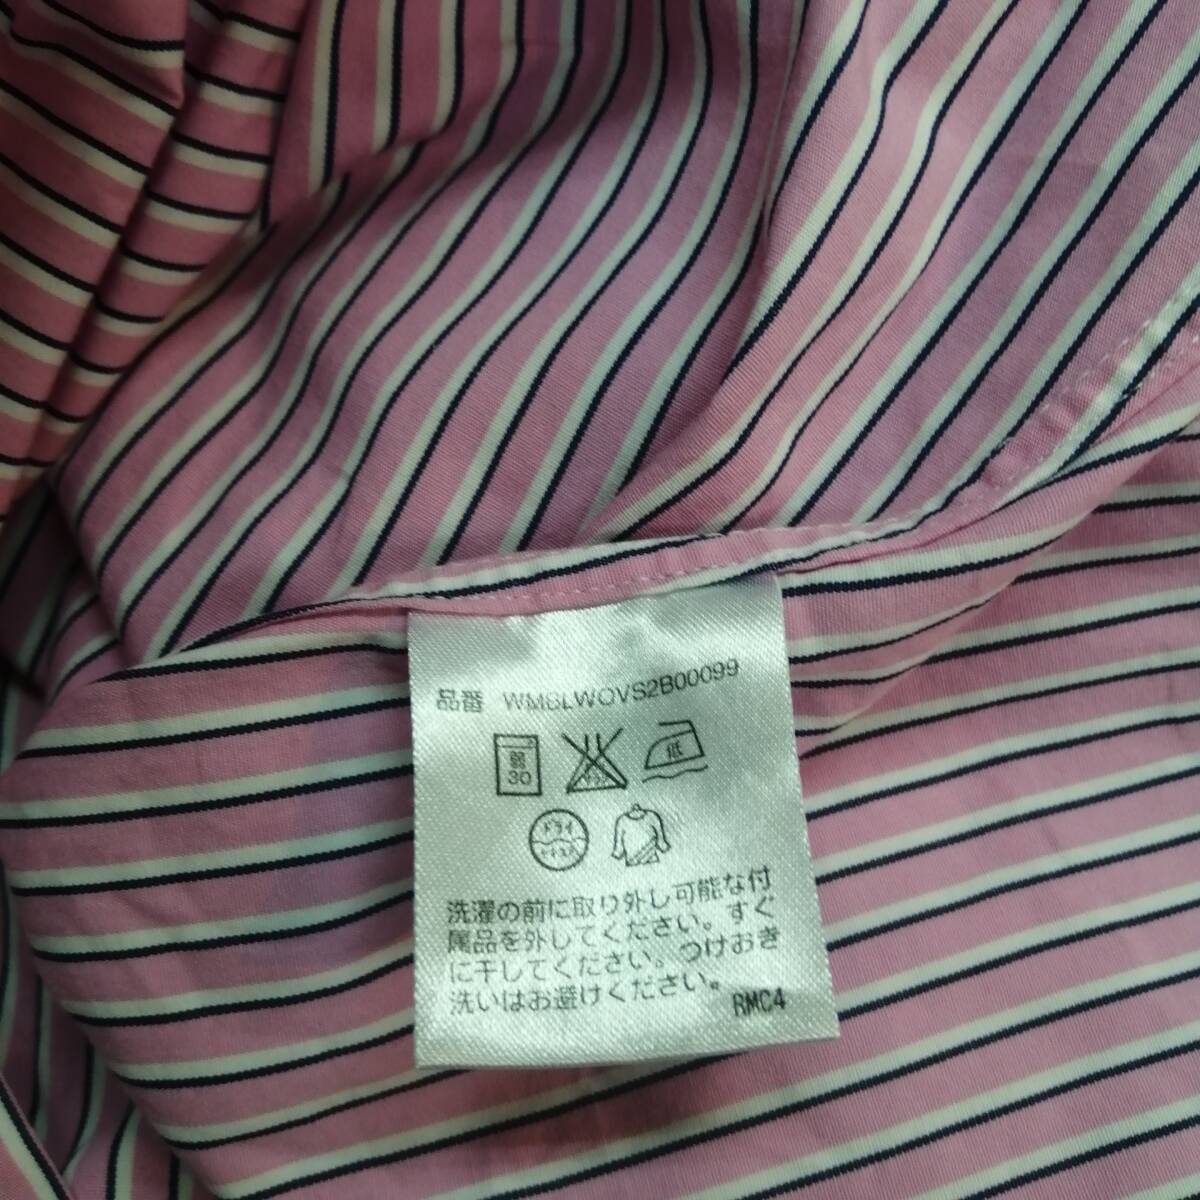 品番 WMBLWOVS2B00099
弱
30
低
ドライ
洗濯の前に取り外し可能な付
属品を外してください。すぐ
に干してください。つけおき
洗いはお避けください。
RMC4